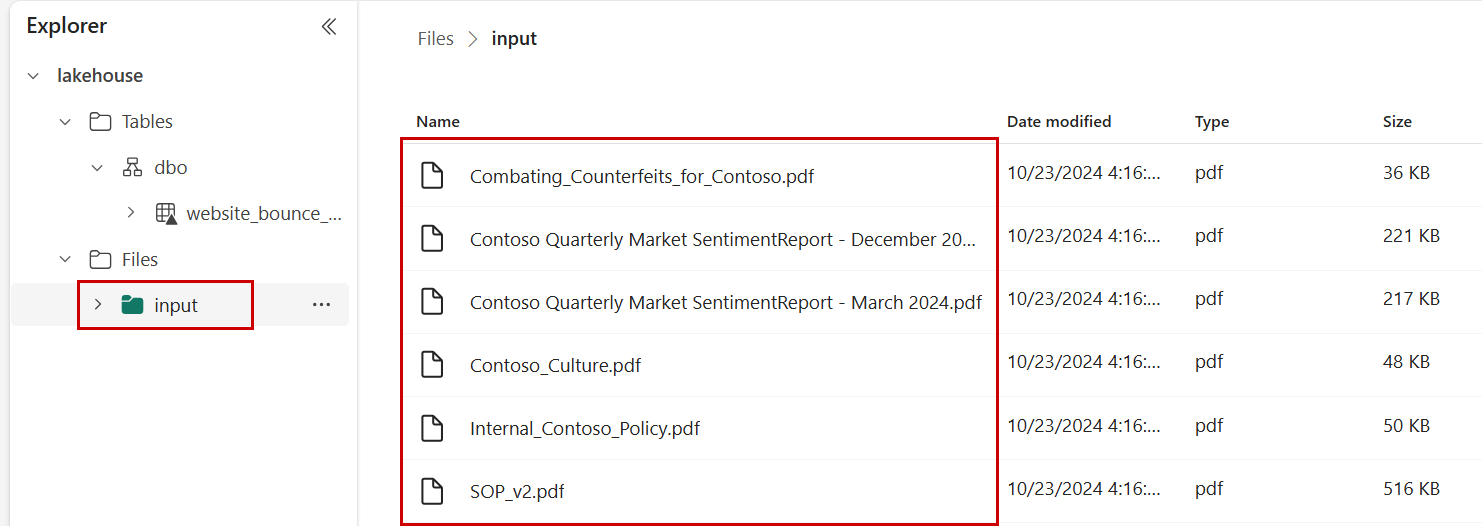 Explorer
lakehouse
Tables
dbo
website_bounce_...
Files
input
...
Files > input
Name Date modified Type Size
Combating_Counterfeits_for_Contoso.pdf 10/23/2024 4:16:... pdf 36 KB
Contoso Quarterly Market SentimentReport - December 20... 10/23/2024 4:16:... pdf 221 KB
Contoso Quarterly Market SentimentReport - March 2024.pdf 10/23/2024 4:16:... pdf 217 KB
Contoso_Culture.pdf 10/23/2024 4:16:... pdf 48 KB
Internal_Contoso_Policy.pdf 10/23/2024 4:16:... pdf 50 KB
SOP_v2.pdf 10/23/2024 4:16:... pdf 516 KB